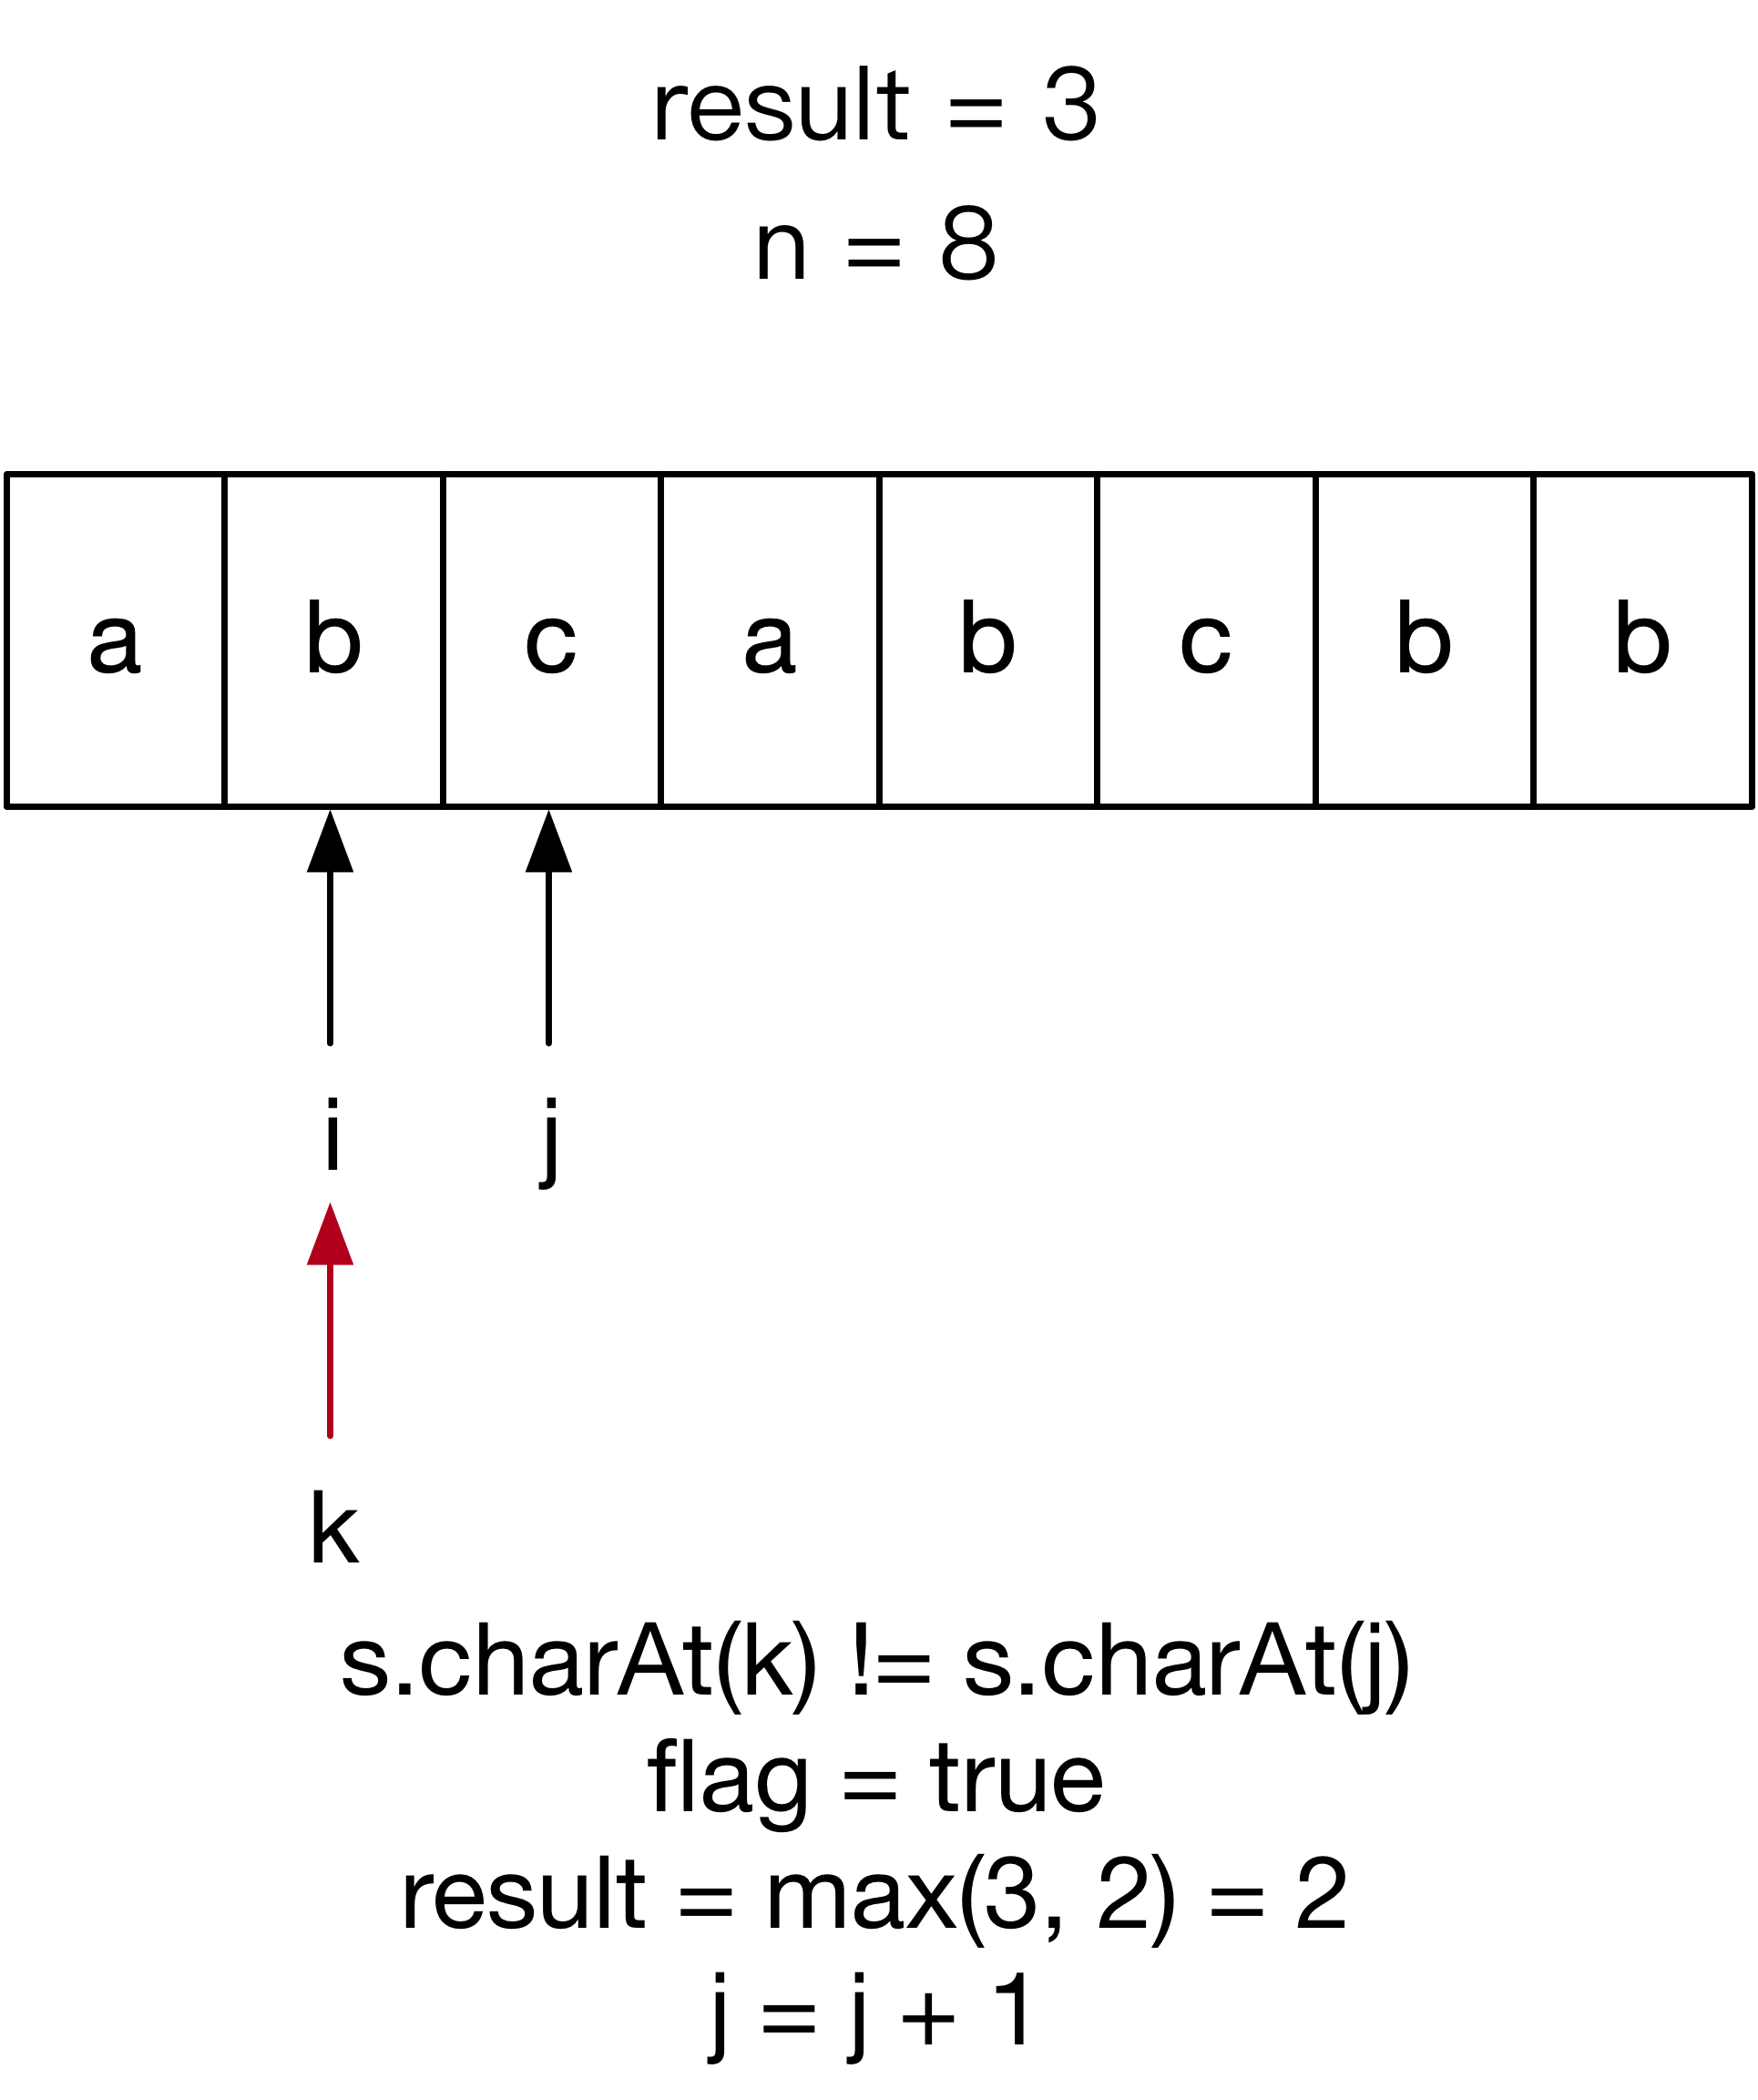 result = 3
n = 8
a b c a b c b b
i j
k
s.charAt(k) != s.charAt(j)
flag = true
result = max(3, 2) = 2
j = j + 1